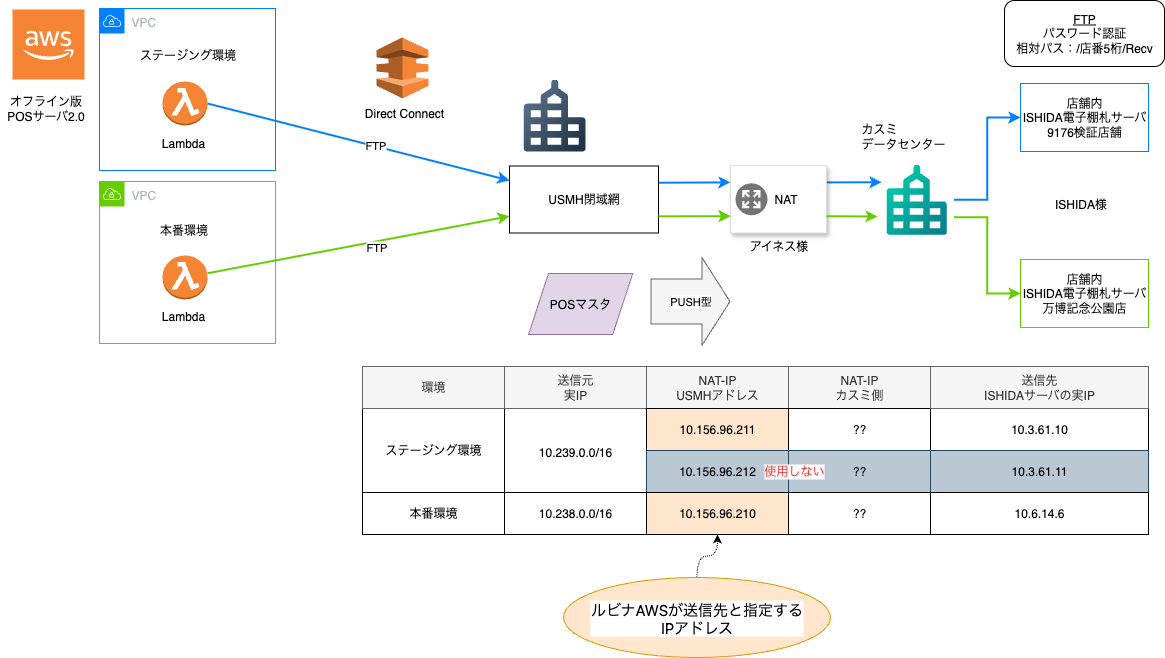 aws
オフライン版
POSサーバ2.0
VPC
ステージング環境
Lambda
VPC
本番環境
Lambda
Direct Connect
FTP
FTP
USMH閉域網
NAT
アイネス様
カスミ
データセンター
FTP
パスワード認証
相対パス：/店番5桁/Recv
店舗内
ISHIDA電子棚札サーバ
9176検証店舗
ISHIDA様
店舗内
ISHIDA電子棚札サーバ
万博記念公園店
POSマスタ
PUSH型
環境
送信元
実IP
NAT-IP
USMHアドレス
NAT-IP
カスミ側
送信先
ISHIDAサーバの実IP
ステージング環境
10.239.0.0/16
10.156.96.211
??
10.3.61.10
10.156.96.212
使用しない
??
10.3.61.11
本番環境
10.238.0.0/16
10.156.96.210
??
10.6.14.6
ルビナAWSが送信先と指定する
IPアドレス